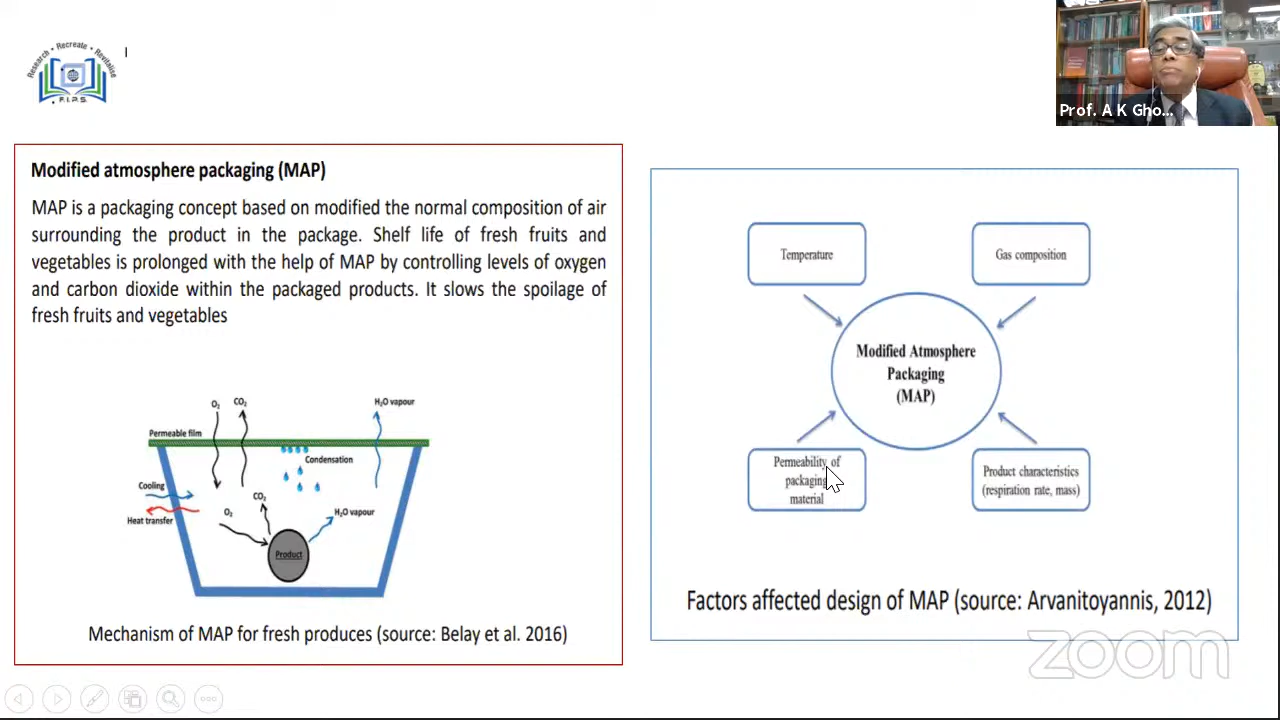 Research • Recreate • Revitalise
F.I.P.S.
Prof. A K Gho...
Modified atmosphere packaging (MAP)
MAP is a packaging concept based on modified the normal composition of air
surrounding the product in the package. Shelf life of fresh fruits and
vegetables is prolonged with the help of MAP by controlling levels of oxygen
and carbon dioxide within the packaged products. It slows the spoilage of
fresh fruits and vegetables
O₂
CO₂
H₂O vapour
Permeable film
Condensation
Cooling
Heat transfer
CO₂
O₂
H₂O vapour
Product
Mechanism of MAP for fresh produces (source: Belay et al. 2016)
Temperature
Gas composition
Modified Atmosphere
Packaging
(MAP)
Permeability of
packaging
material
Product characteristics
(respiration rate, mass)
Factors affected design of MAP (source: Arvanitoyannis, 2012)
zoom